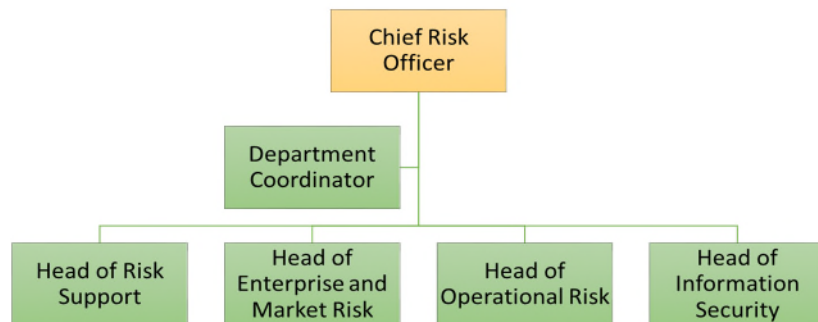 Chief Risk
Officer
Department
Coordinator
Head of Risk
Support
Head of
Enterprise and
Market Risk
Head of
Operational Risk
Head of
Information
Security